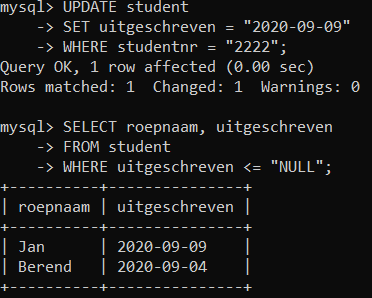 mysql> UPDATE student
    -> SET uitgeschreven = "2020-09-09"
    -> WHERE studentnr = "2222";
Query OK, 1 row affected (0.00 sec)
Rows matched: 1  Changed: 1  Warnings: 0

mysql> SELECT roepnaam, uitgeschreven
    -> FROM student
    -> WHERE uitgeschreven <= "NULL";
+----------+---------------+
| roepnaam | uitgeschreven |
+----------+---------------+
| Jan      | 2020-09-09    |
| Berend   | 2020-09-04    |
+----------+---------------+